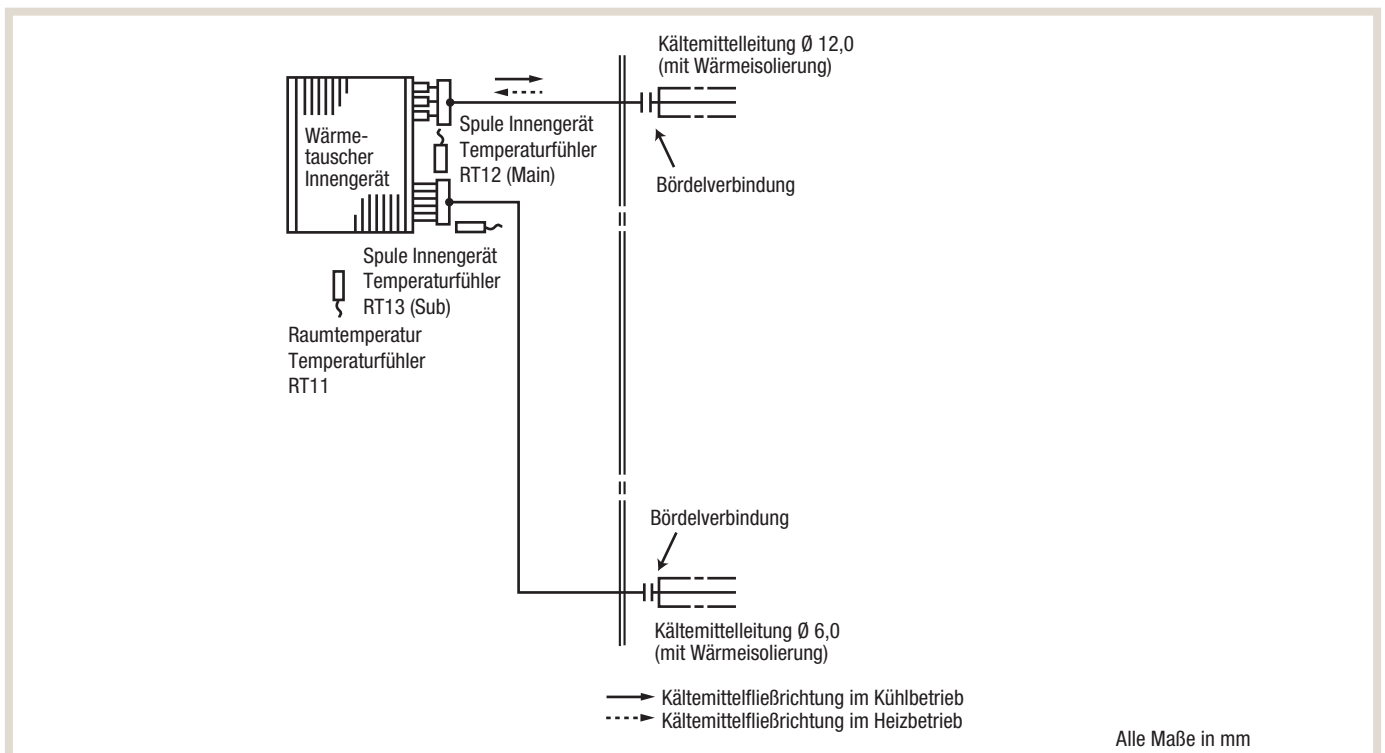 Kältemittelleitung Ø 12,0
(mit Wärmeisolierung)
Wärme-
tauscher
Innengerät
Spule Innengerät
Temperaturfühler
RT12 (Main)
Bördelverbindung
Spule Innengerät
Temperaturfühler
RT13 (Sub)
Raumtemperatur
Temperaturfühler
RT11
Bördelverbindung
Kältemittelleitung Ø 6,0
(mit Wärmeisolierung)
Kältemittelfließrichtung im Kühlbetrieb
Kältemittelfließrichtung im Heizbetrieb
Alle Maße in mm